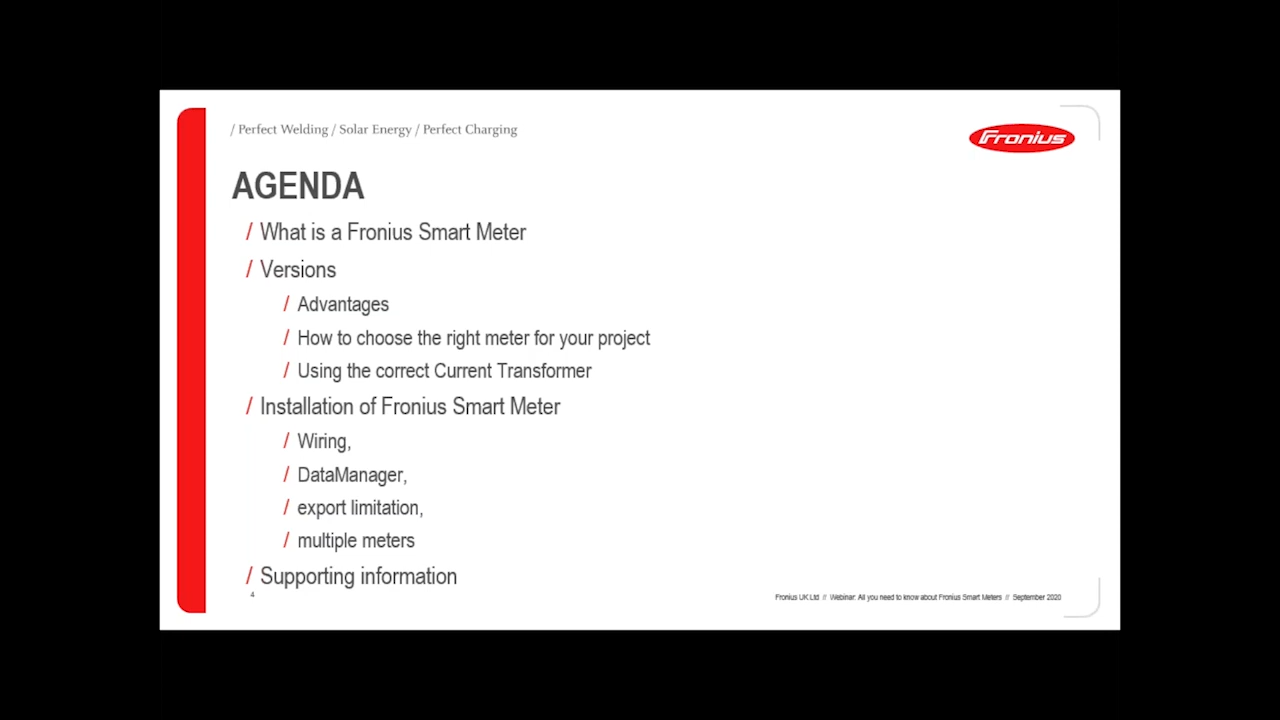 / Perfect Welding / Solar Energy / Perfect Charging
Fronius
AGENDA
/ What is a Fronius Smart Meter
/ Versions
/ Advantages
/ How to choose the right meter for your project
/ Using the correct Current Transformer
/ Installation of Fronius Smart Meter
/ Wiring,
/ DataManager,
/ export limitation,
/ multiple meters
/ Supporting information
4
Fronius UK Ltd // Webinar: All you need to know about Fronius Smart Meters // September 2020